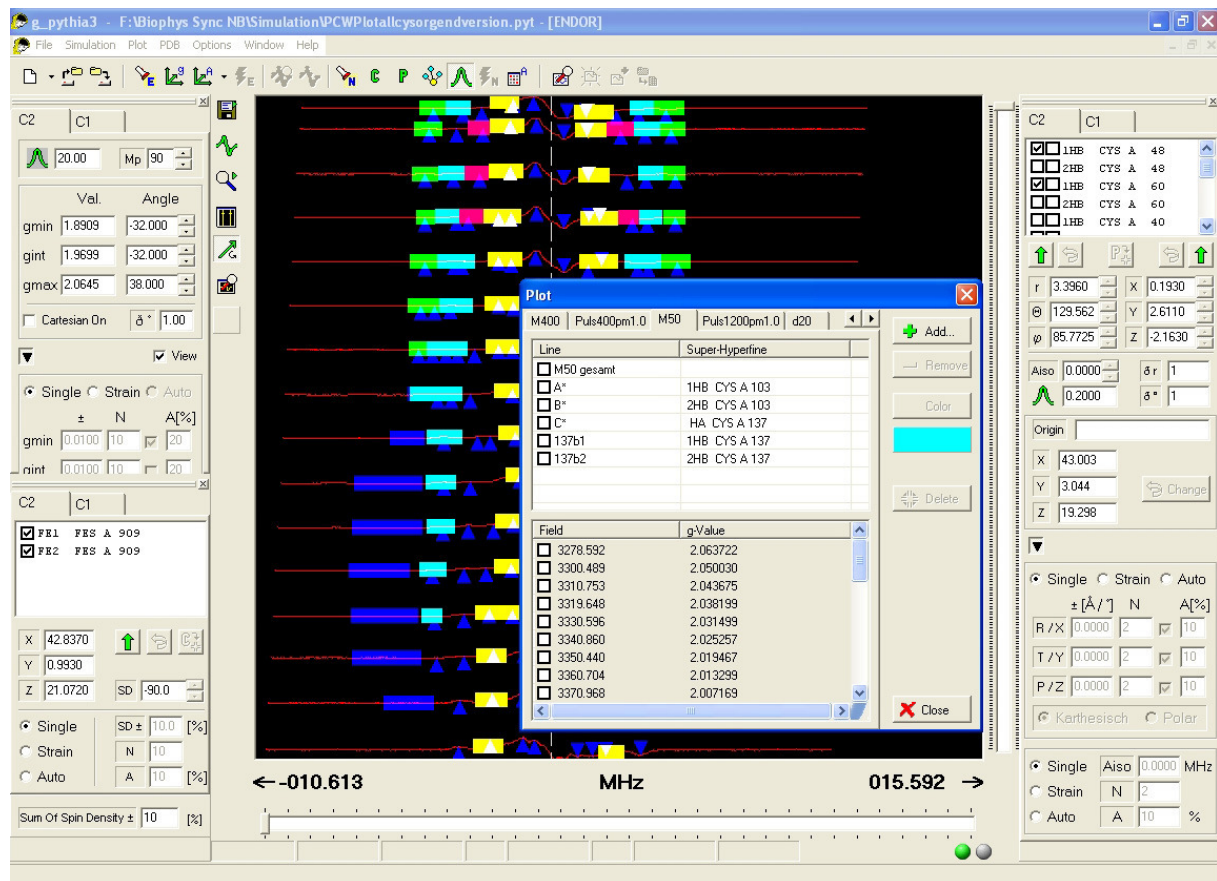 g_pythia3 - F:\Biophys Sync NB\Simulation\PCWPlotallcysorgendversion.pyt - [ENDOR]
File Simulation Plot PDB Options Window Help
C2 C1
20.00 Mp 90
Val. Angle
gmin 1.8909 -32.000
gint 1.9699 -32.000
gmax 2.0645 38.000
Cartesian On ð ° 1.00
View
Single Strain Auto
± N A[%]
gmin 0.0100 10 20
gint 0.0100 10 20
C2 C1
FE1 FES A 909
FE2 FES A 909
X 42.8370
Y 0.9930
Z 21.0720 SD -90.0
Single SD ± 10.0 [%]
Strain N 10
Auto A 10 [%]
Sum Of Spin Density ± 10 [%]
←-010.613 MHz 015.592 →
Plot
M400 Puls400pm1.0 M50 Puls1200pm1.0 d20
Line Super-Hyperfine
M50 gesamt
A* 1HB CYS A 103
B* 2HB CYS A 103
C* HA CYS A 137
137b1 1HB CYS A 137
137b2 2HB CYS A 137
Field g-Value
3278.592 2.063722
3300.489 2.050030
3310.753 2.043675
3319.648 2.038199
3330.596 2.031499
3340.860 2.025257
3350.440 2.019467
3360.704 2.013299
3370.968 2.007169
Add...
Remove
Color
Delete
Close
C2 C1
1HB CYS A 48
2HB CYS A 48
1HB CYS A 60
2HB CYS A 60
1HB CYS A 40
r 3.3960 X 0.1930
Θ 129.562 Y 2.6110
φ 85.7725 Z -2.1630
Aiso 0.0000 ð r 1
0.2000 ð ° 1
Origin
X 43.003
Y 3.044 Change
Z 19.298
Single Strain Auto
± [Å/°] N A[%]
R/X 0.0000 2 10
T/Y 0.0000 2 10
P/Z 0.0000 2 10
Karthesisch Polar
Single Aiso 0.0000 MHz
Strain N 2
Auto A 10 %